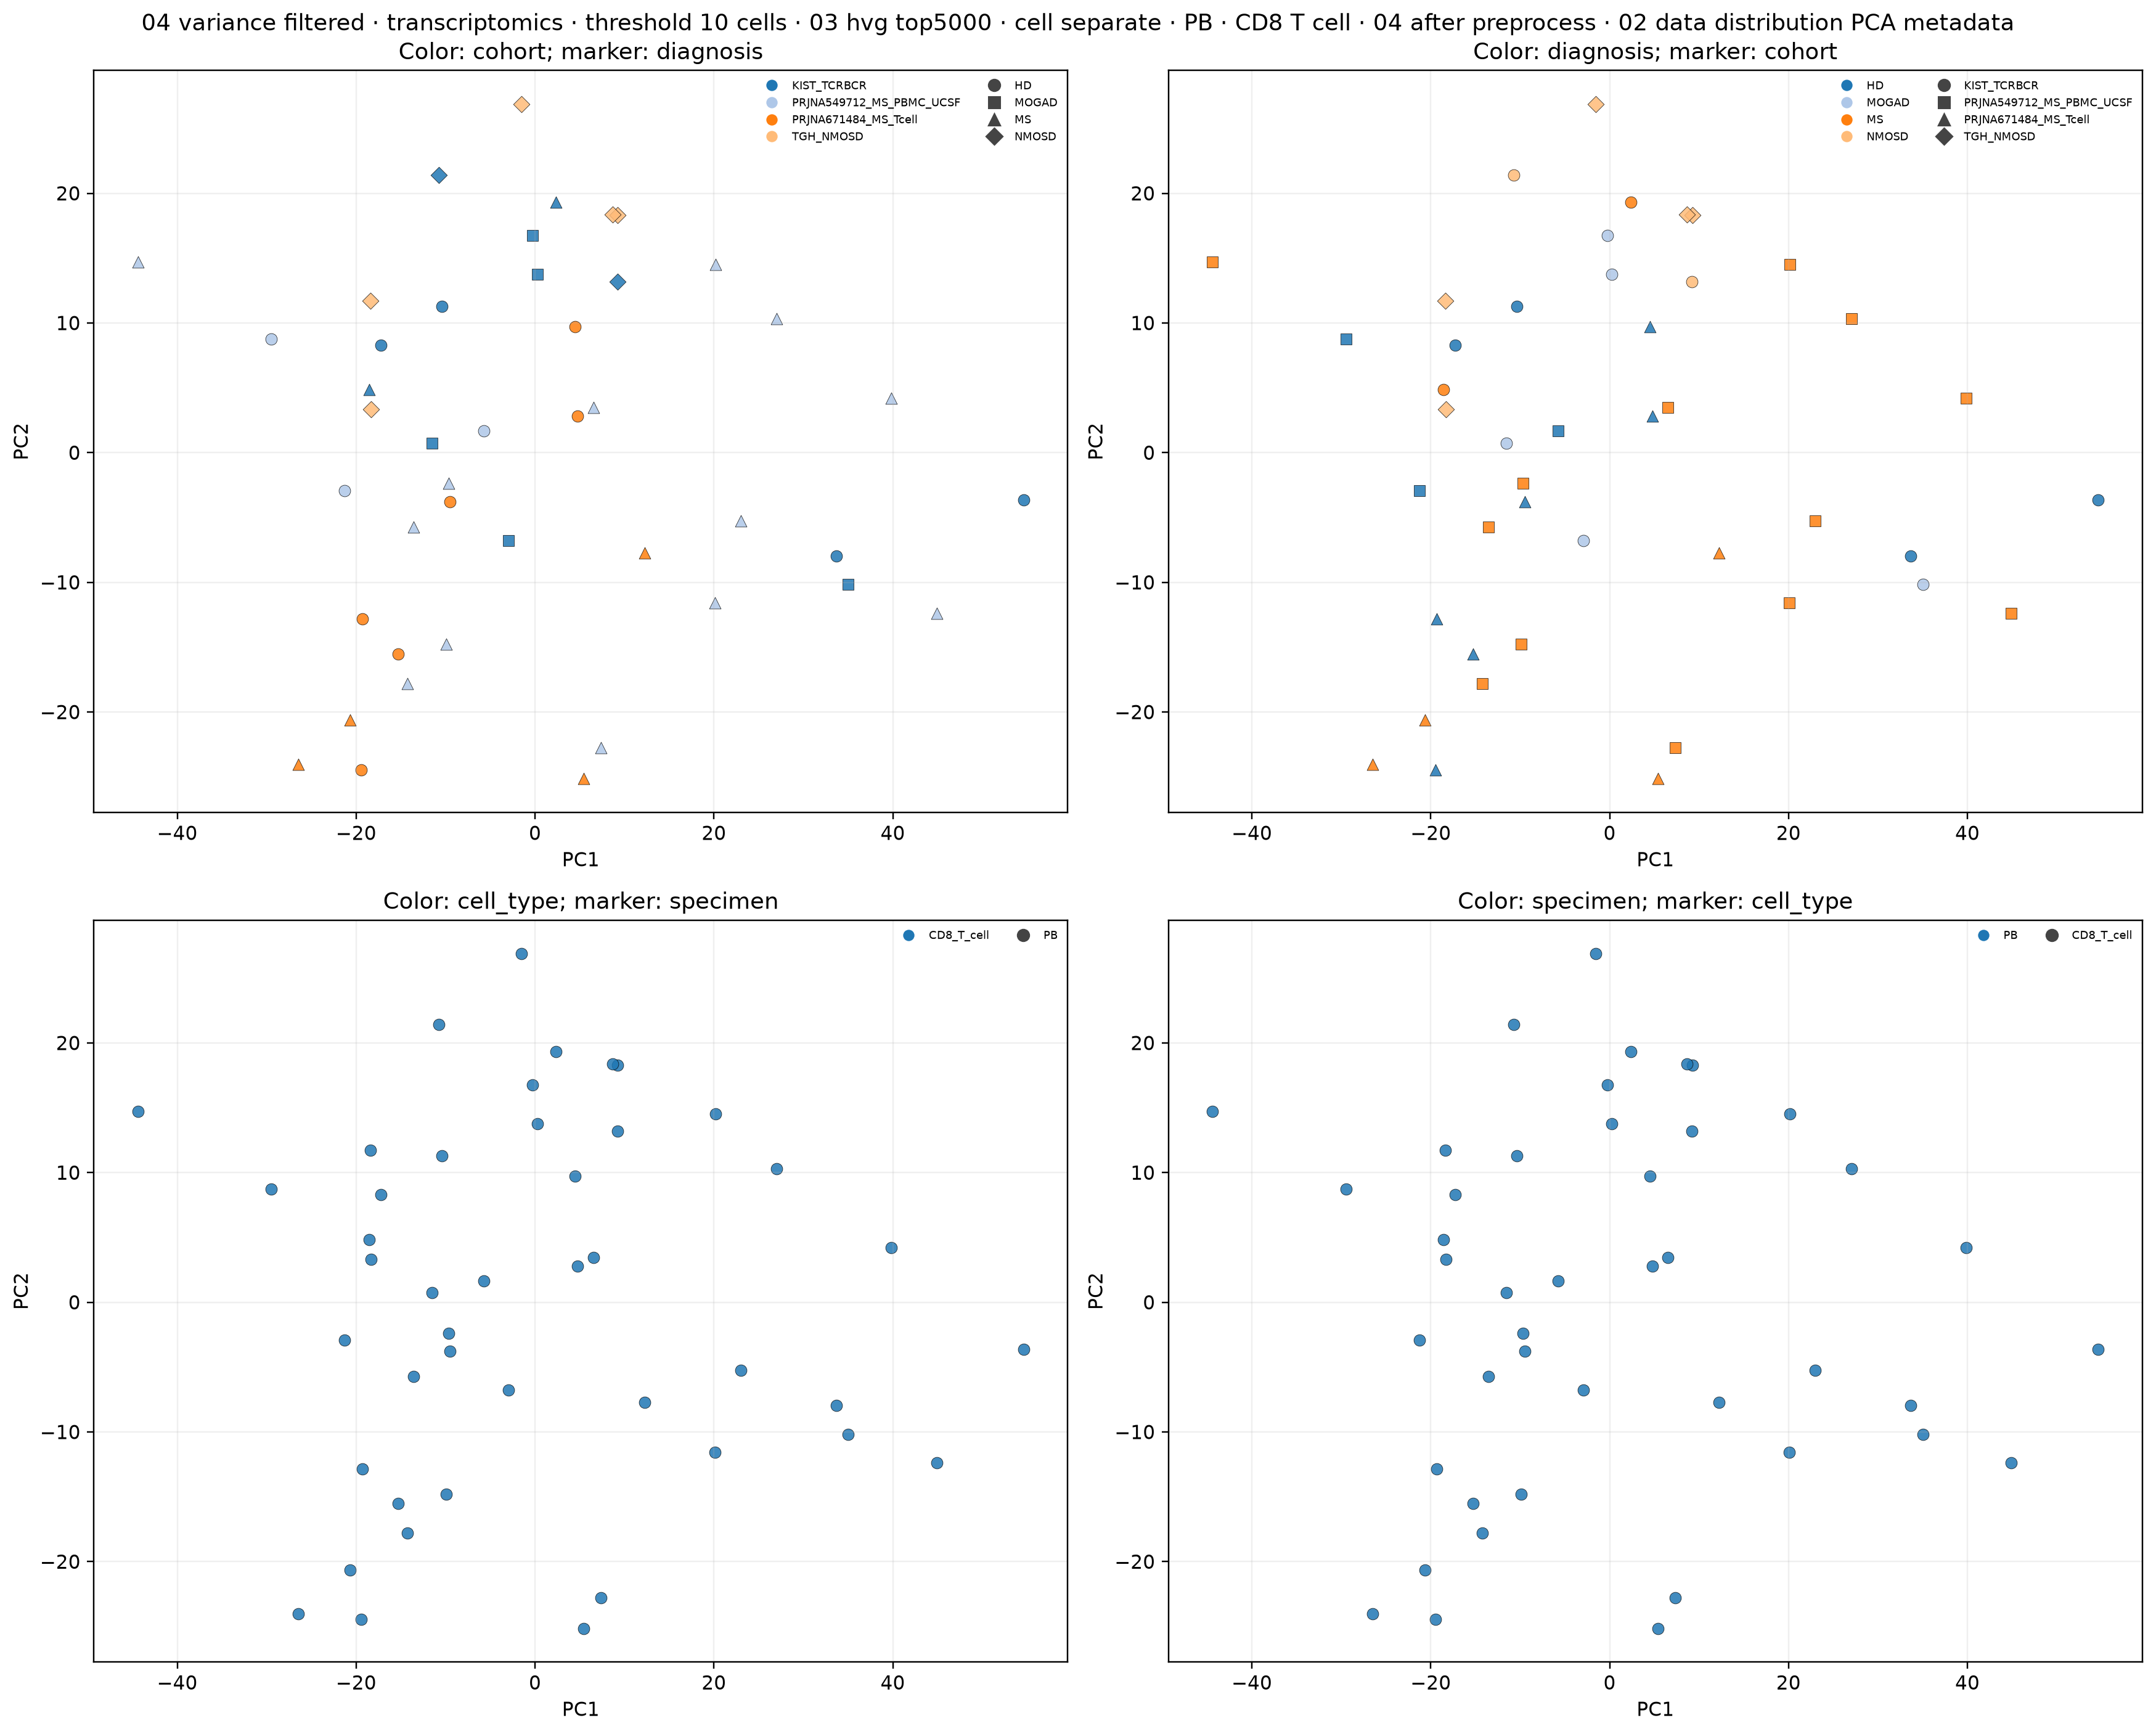 04 variance filtered · transcriptomics · threshold 10 cells · 03 hvg top5000 · cell separate · PB · CD8 T cell · 04 after preprocess · 02 data distribution PCA metadata
Color: cohort; marker: diagnosis
KIST_TCRBCR HD
PRJNA549712_MS_PBMC_UCSF MOGAD
PRJNA671484_MS_Tcell MS
TGH_NMOSD NMOSD
20
10
0
−10
−20
PC2
−40 −20 0 20 40
PC1
Color: diagnosis; marker: cohort
HD KIST_TCRBCR
MOGAD PRJNA549712_MS_PBMC_UCSF
MS PRJNA671484_MS_Tcell
NMOSD TGH_NMOSD
20
10
0
−10
−20
PC2
−40 −20 0 20 40
PC1
Color: cell_type; marker: specimen
CD8_T_cell PB
20
10
0
−10
−20
PC2
−40 −20 0 20 40
PC1
Color: specimen; marker: cell_type
PB CD8_T_cell
20
10
0
−10
−20
PC2
−40 −20 0 20 40
PC1